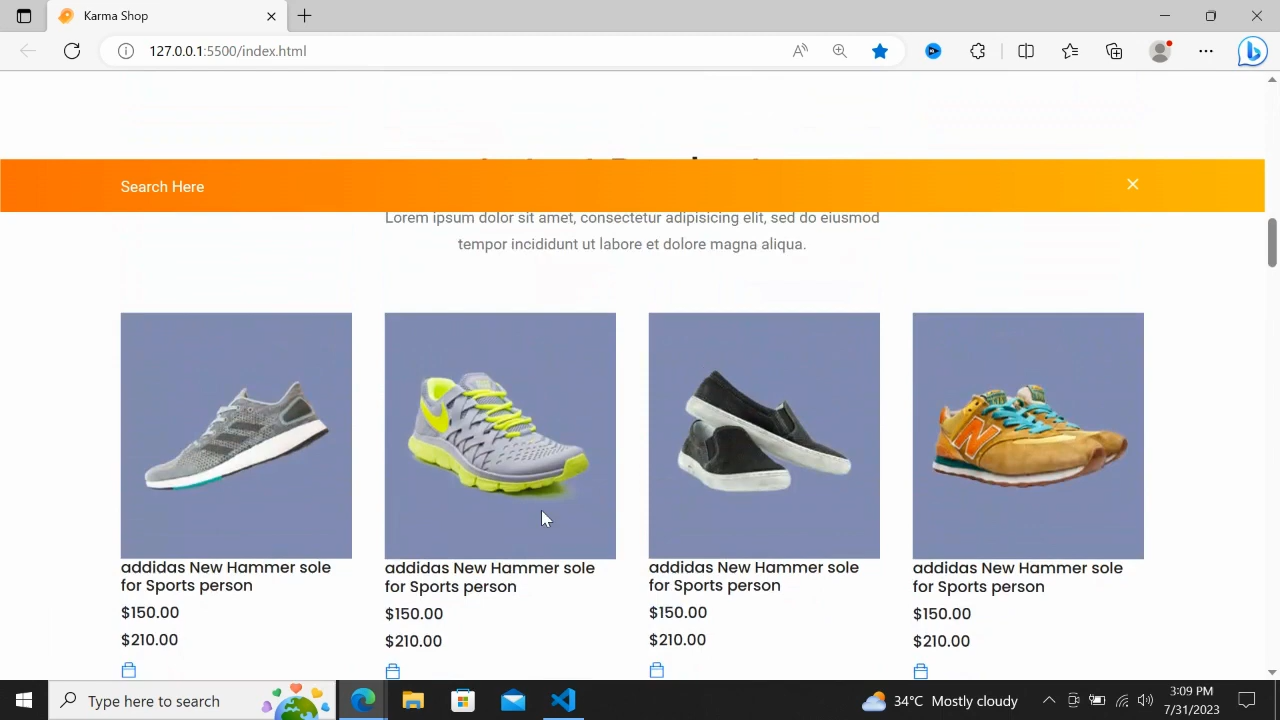 Karma Shop
127.0.0.1:5500/index.html
Search Here
Lorem ipsum dolor sit amet, consectetur adipisicing elit, sed do eiusmod
tempor incididunt ut labore et dolore magna aliqua.
addidas New Hammer sole
for Sports person
$150.00
$210.00
addidas New Hammer sole
for Sports person
$150.00
$210.00
addidas New Hammer sole
for Sports person
$150.00
$210.00
addidas New Hammer sole
for Sports person
$150.00
$210.00
Type here to search
34°C Mostly cloudy
3:09 PM
7/31/2023